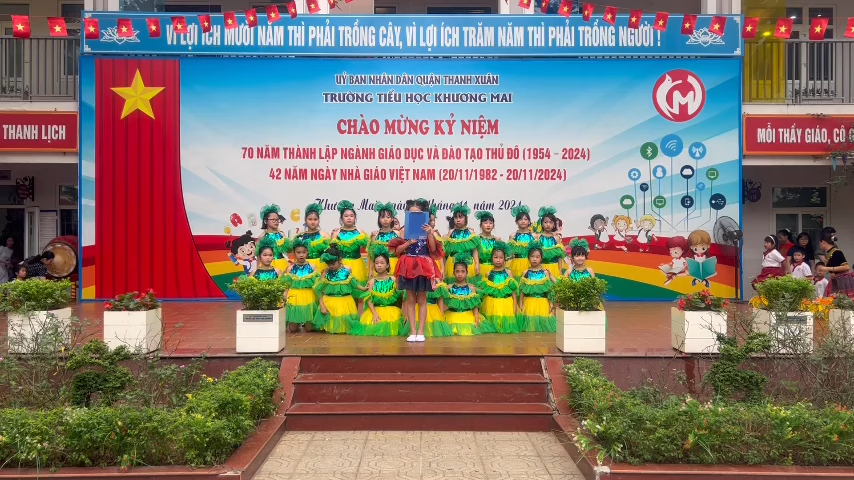 VÌ LỢI ÍCH MƯỜI NĂM THÌ PHẢI TRỒNG CÂY, VÌ LỢI ÍCH TRĂM NĂM THÌ PHẢI TRỒNG NGƯỜI !
UỶ BAN NHÂN DÂN QUẬN THANH XUÂN
TRƯỜNG TIỂU HỌC KHƯƠNG MAI
CHÀO MỪNG KỶ NIỆM
70 NĂM THÀNH LẬP NGÀNH GIÁO DỤC VÀ ĐÀO TẠO THỦ ĐÔ (1954 - 2024)
42 NĂM NGÀY NHÀ GIÁO VIỆT NAM (20/11/1982 - 20/11/2024)
Khương Mai, năm 2024
THANH LỊCH
MỖI THẦY GIÁO, CÔ